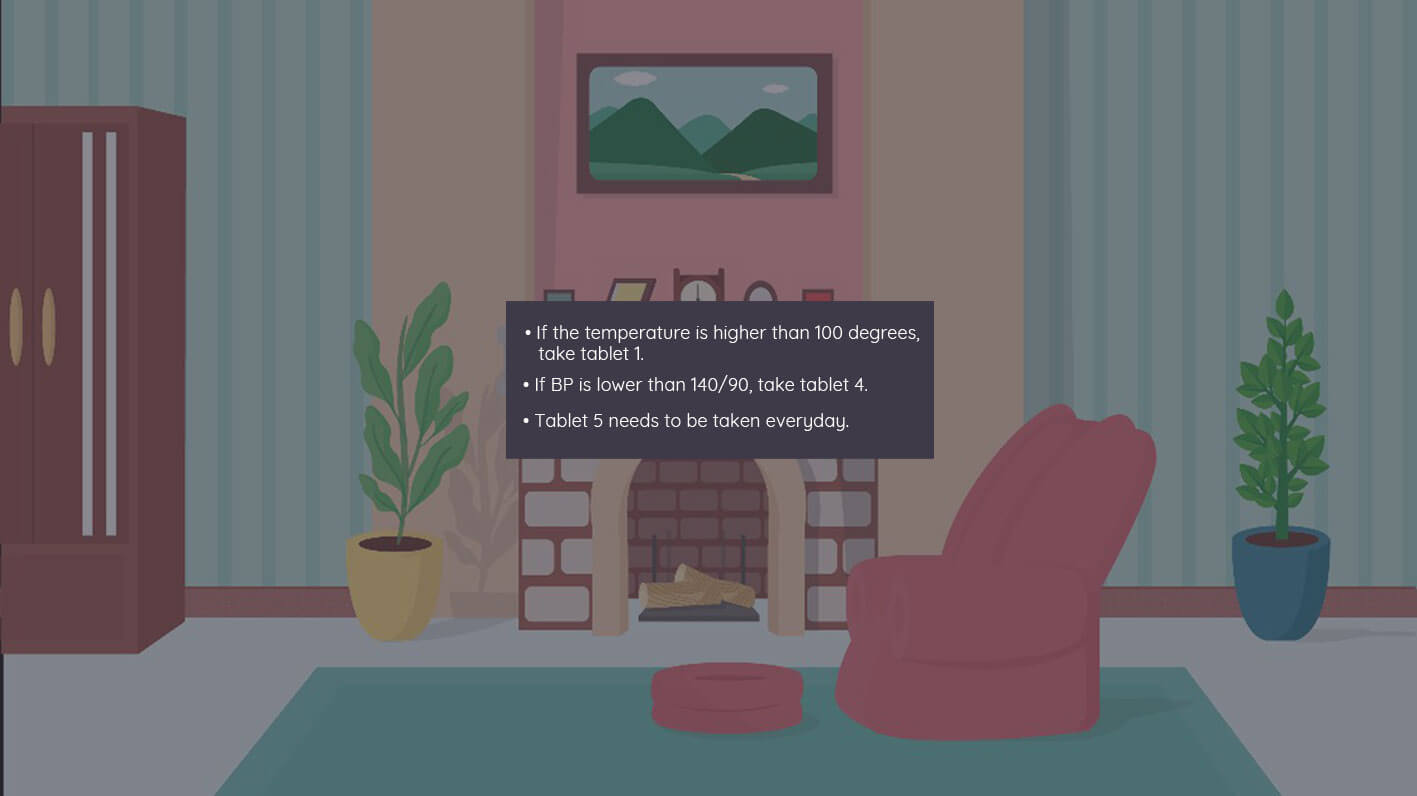 • If the temperature is higher than 100 degrees,
take tablet 1.
• If BP is lower than 140/90, take tablet 4.
• Tablet 5 needs to be taken everyday.